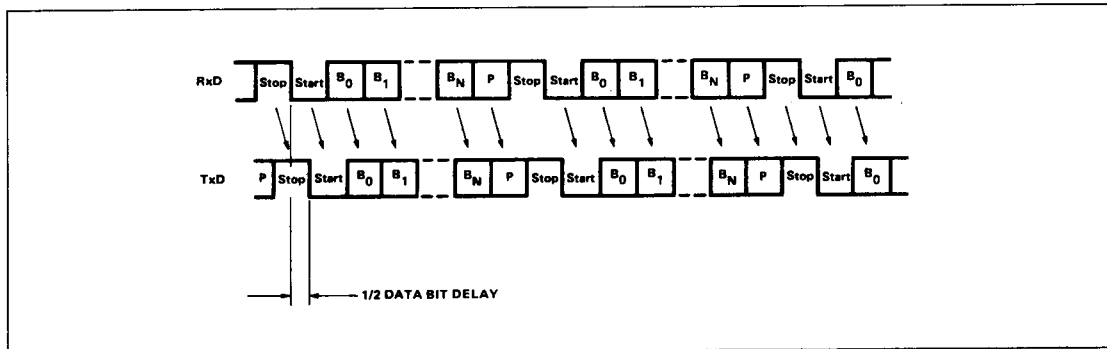 RxD Stop Start B0 B1 BN P Stop Start B0 B1 BN P Stop Start B0
TxD P Stop Start B0 B1 BN P Stop Start B0 B1 BN P Stop Start B0
1/2 DATA BIT DELAY